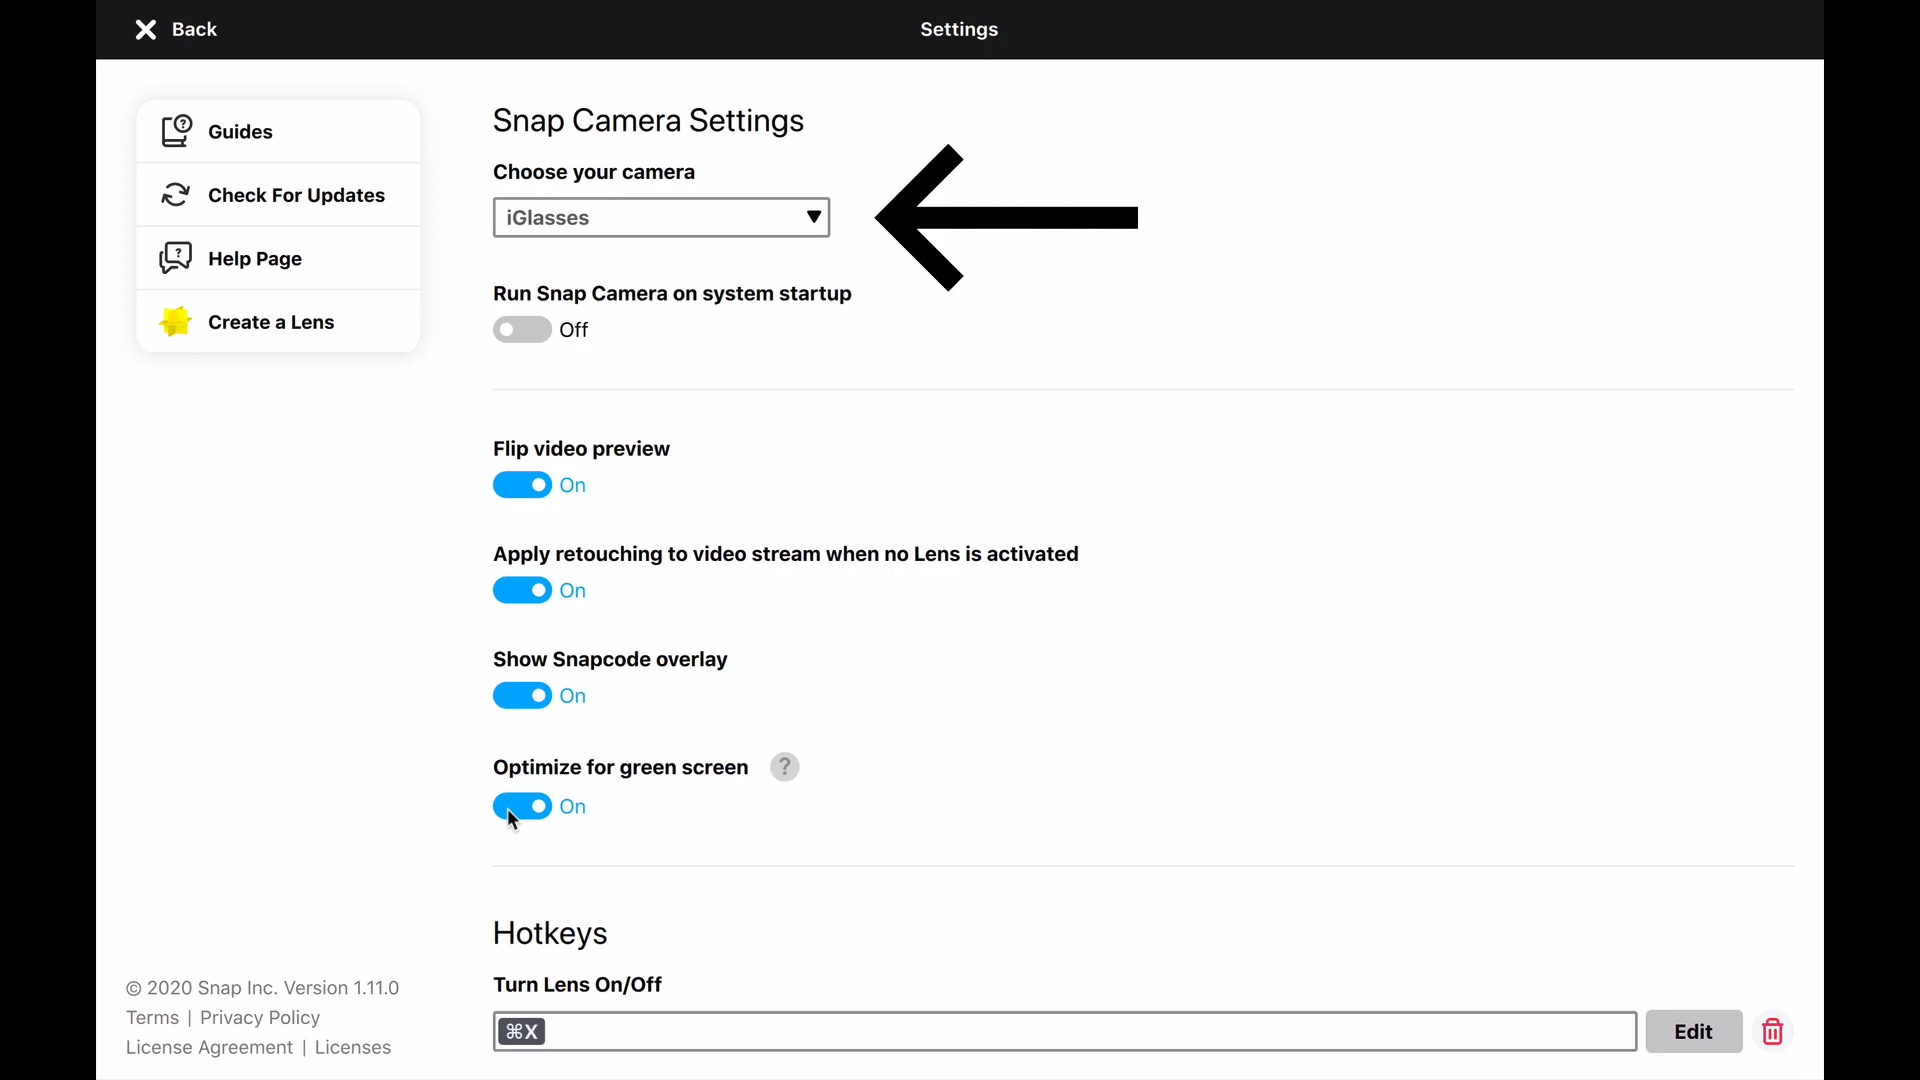 Back
Settings
Guides
Check For Updates
Help Page
Create a Lens
Snap Camera Settings
Choose your camera
iGlasses
Run Snap Camera on system startup
Off
Flip video preview
On
Apply retouching to video stream when no Lens is activated
On
Show Snapcode overlay
On
Optimize for green screen ?
On
Hotkeys
Turn Lens On/Off
⌘X
Edit
© 2020 Snap Inc. Version 1.11.0
Terms | Privacy Policy
License Agreement | Licenses